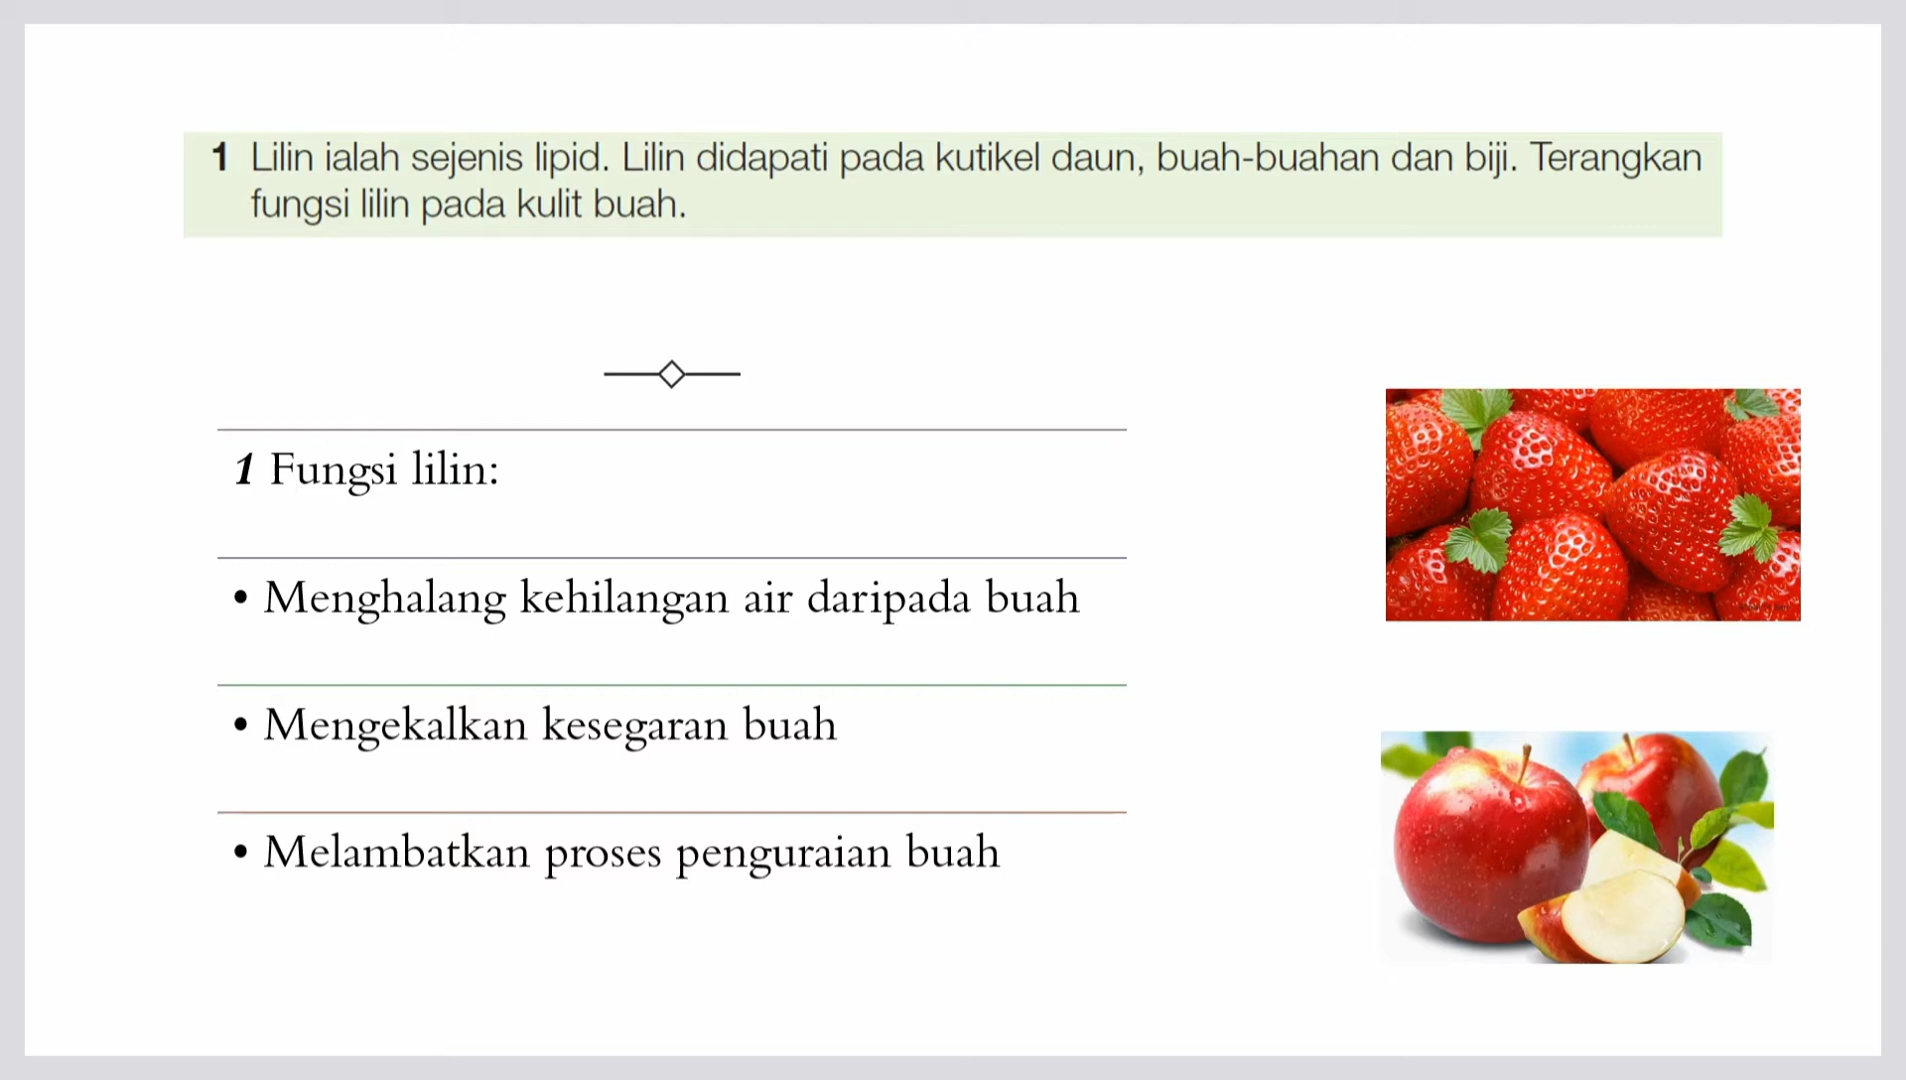 1 Lilin ialah sejenis lipid. Lilin didapati pada kutikel daun, buah-buahan dan biji. Terangkan
fungsi lilin pada kulit buah.
1 Fungsi lilin:
• Menghalang kehilangan air daripada buah
• Mengekalkan kesegaran buah
• Melambatkan proses penguraian buah